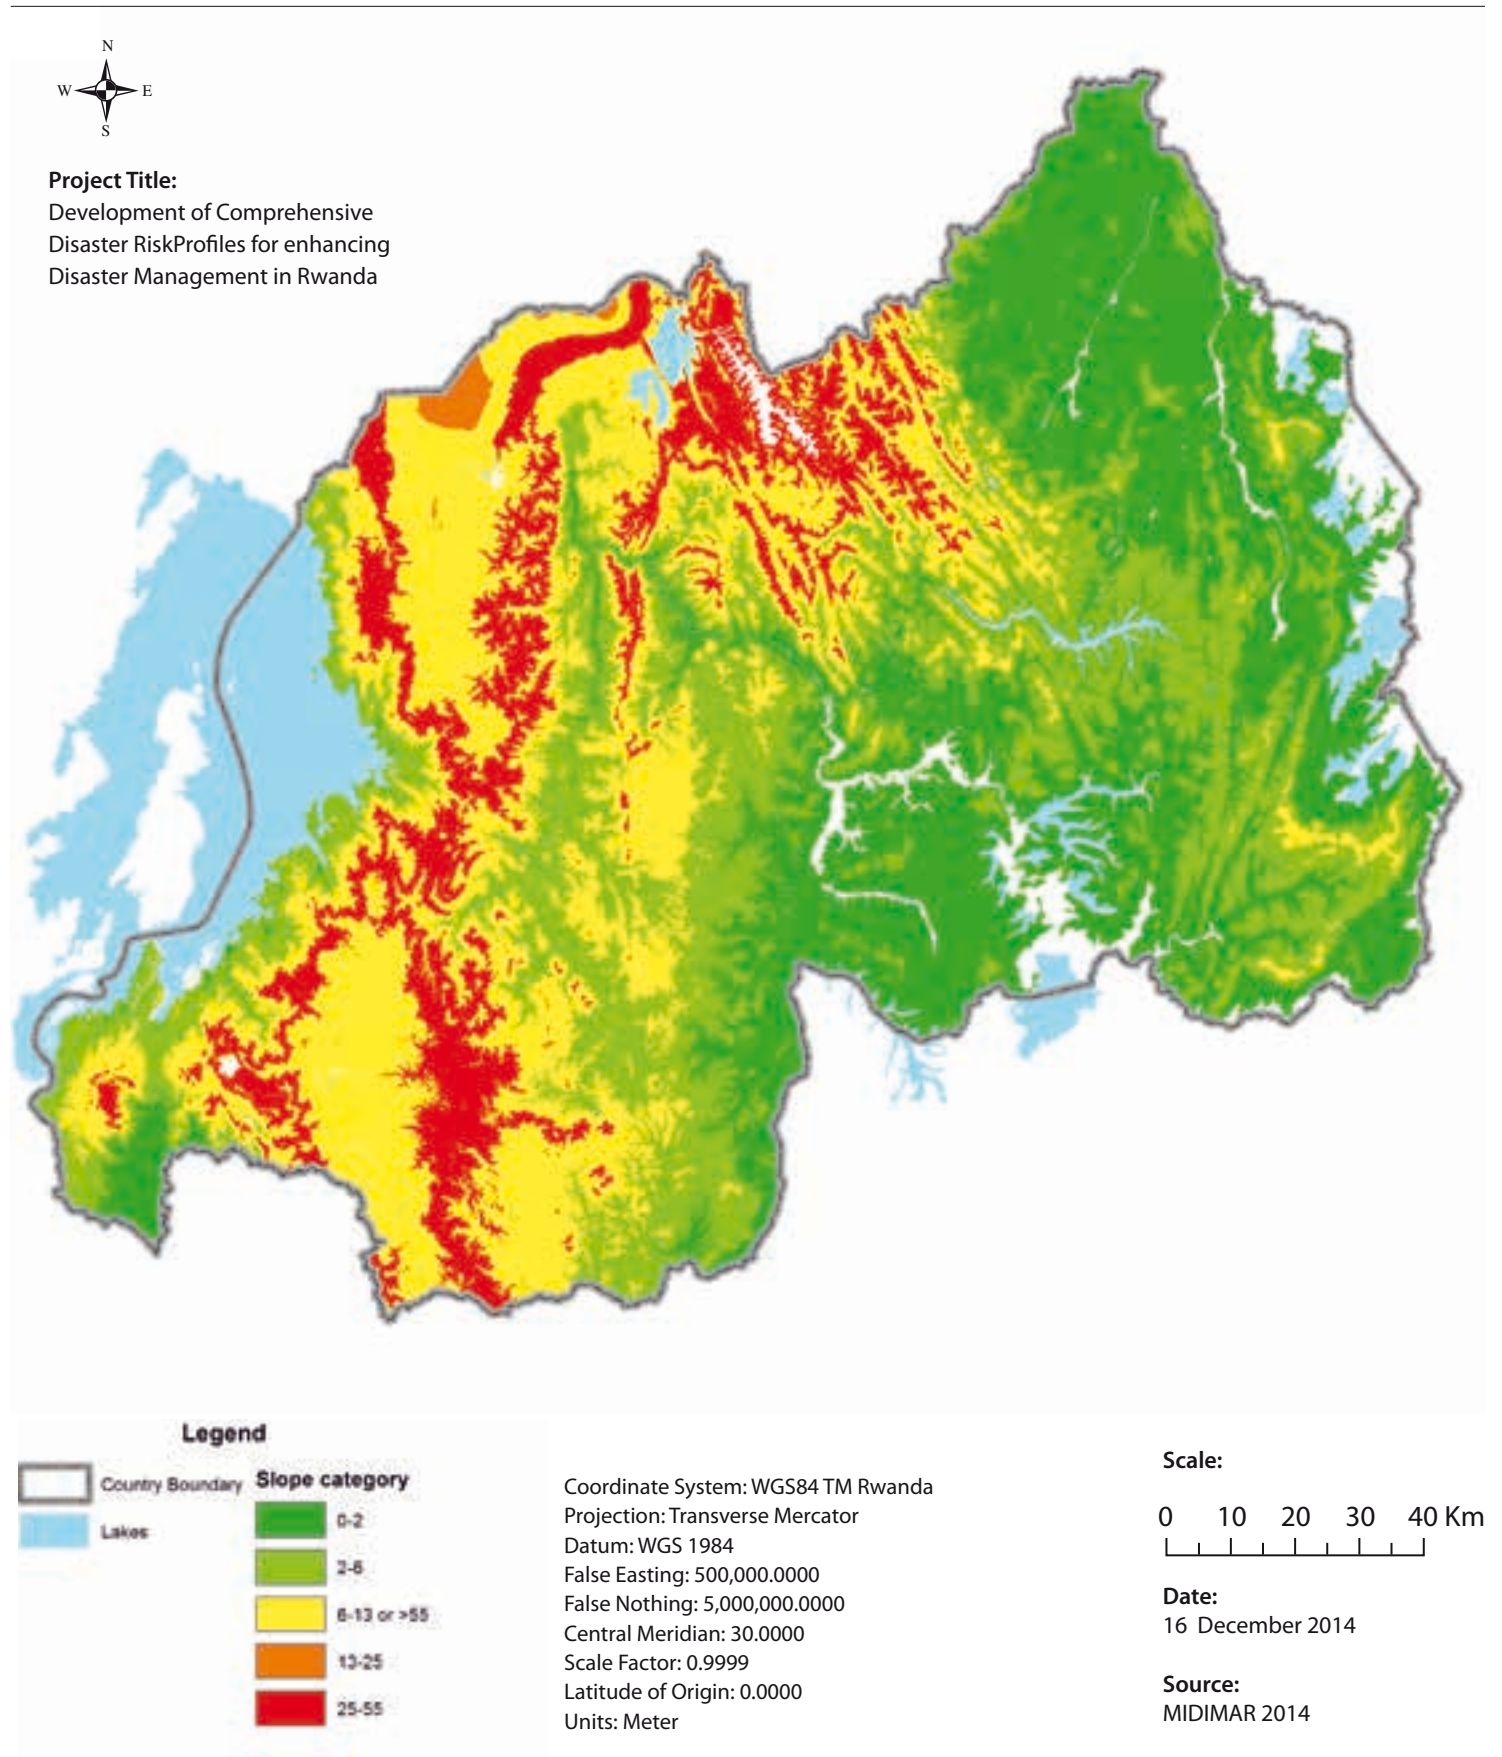 N
W E
S
Project Title:
Development of Comprehensive
Disaster RiskProfiles for enhancing
Disaster Management in Rwanda
Legend
Country Boundary
Lakes
Slope category
0-2
2-6
6-13 or >55
13-25
25-55
Coordinate System: WGS84 TM Rwanda
Projection: Transverse Mercator
Datum: WGS 1984
False Easting: 500,000.0000
False Nothing: 5,000,000.0000
Central Meridian: 30.0000
Scale Factor: 0.9999
Latitude of Origin: 0.0000
Units: Meter
Scale:
0 10 20 30 40 Km
Date:
16 December 2014
Source:
MIDIMAR 2014